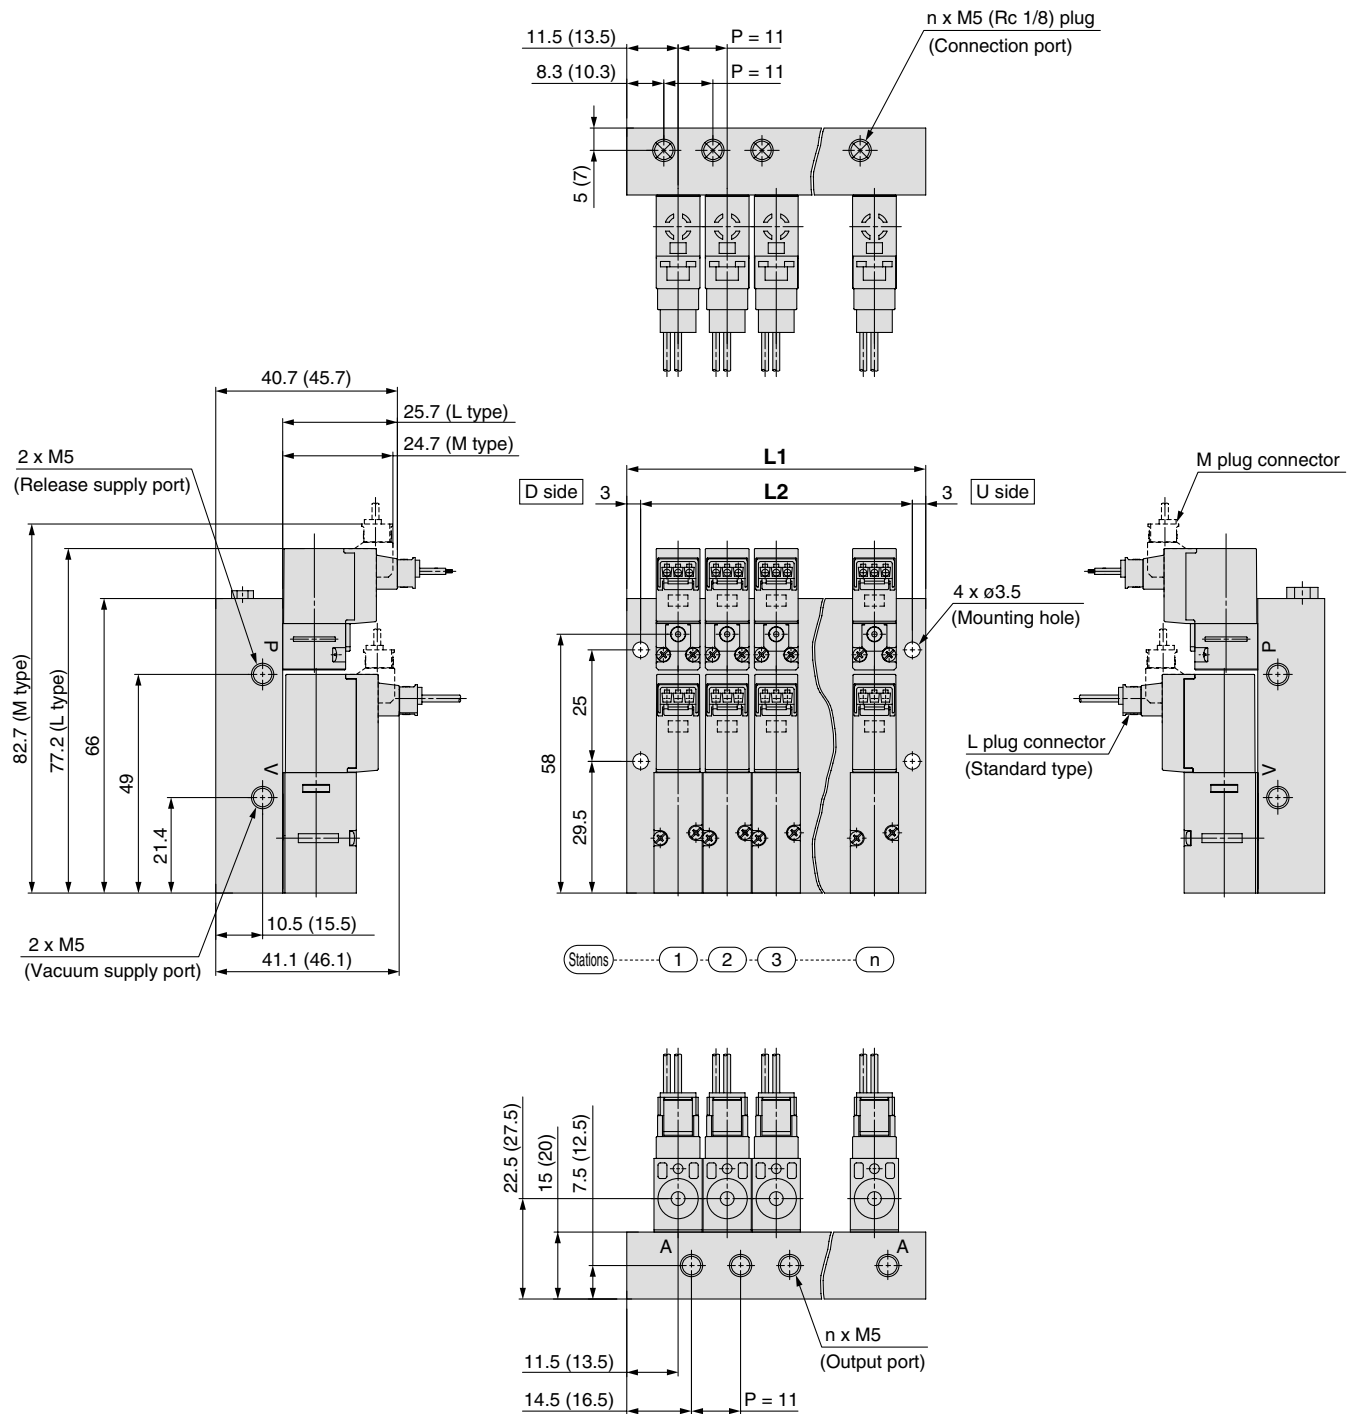 n x M5 (Rc 1/8) plug
(Connection port)
11.5 (13.5)
P = 11
8.3 (10.3)
P = 11
5 (7)
40.7 (45.7)
25.7 (L type)
24.7 (M type)
2 x M5
(Release supply port)
82.7 (M type)
77.2 (L type)
66
49
21.4
P
V
10.5 (15.5)
2 x M5
(Vacuum supply port)
41.1 (46.1)
L1
D side
3
L2
3
U side
4 x ø3.5
(Mounting hole)
25
58
29.5
Stations
1
2
3
n
M plug connector
L plug connector
(Standard type)
P
V
22.5 (27.5)
15 (20)
7.5 (12.5)
A
A
n x M5
(Output port)
11.5 (13.5)
14.5 (16.5)
P = 11